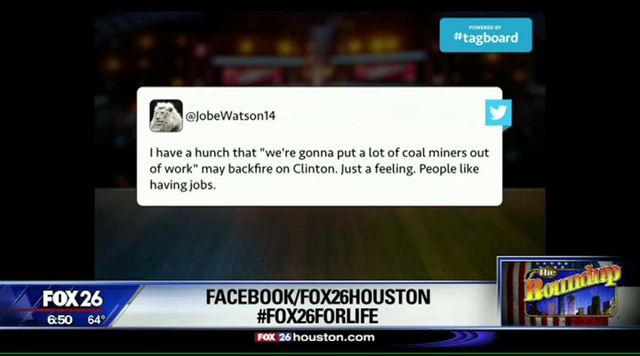 POWERED BY
#tagboard
@JobeWatson14
I have a hunch that "we're gonna put a lot of coal miners out
of work" may backfire on Clinton. Just a feeling. People like
having jobs.
FOX 26
6:50 64°
FACEBOOK/FOX26HOUSTON
#FOX26FORLIFE
The
Roundup
FOX 26houston.com